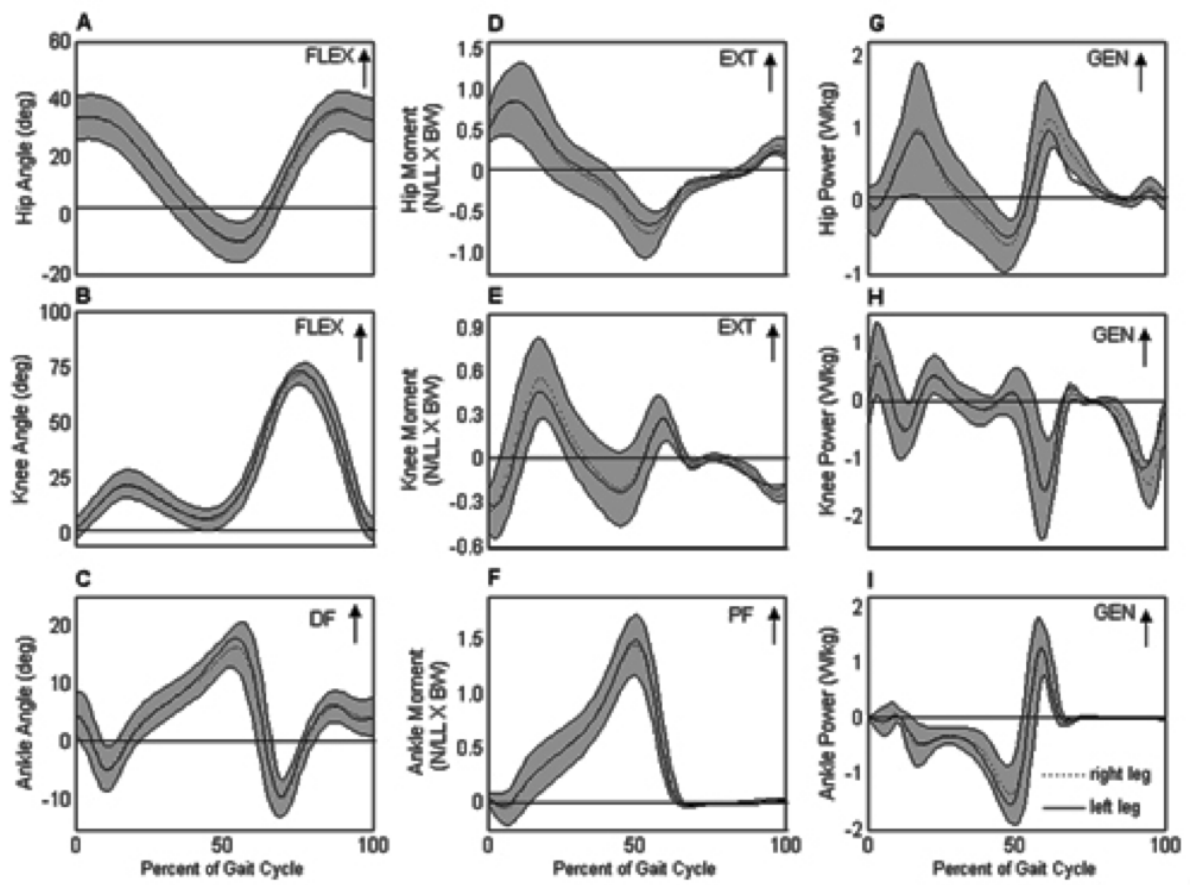 A
60
40
20
0
-20
Hip Angle (deg)
FLEX
D
1.5
1.0
0.5
0
-0.5
-1.0
Hip Moment
(N/LL X BW)
EXT
G
2
1
0
-1
Hip Power (W/kg)
GEN
B
100
75
50
25
0
Knee Angle (deg)
FLEX
E
0.9
0.6
0.3
0
-0.3
-0.6
Knee Moment
(N/LL X BW)
EXT
H
1
0
-1
-2
Knee Power (W/kg)
GEN
C
20
10
0
-10
Ankle Angle (deg)
DF
0 50 100
Percent of Gait Cycle
F
1.5
1.0
0.5
0
Ankle Moment
(N/LL X BW)
PF
0 50 100
Percent of Gait Cycle
I
2
1
0
-1
-2
Ankle Power (W/kg)
GEN
right leg
left leg
0 50 100
Percent of Gait Cycle